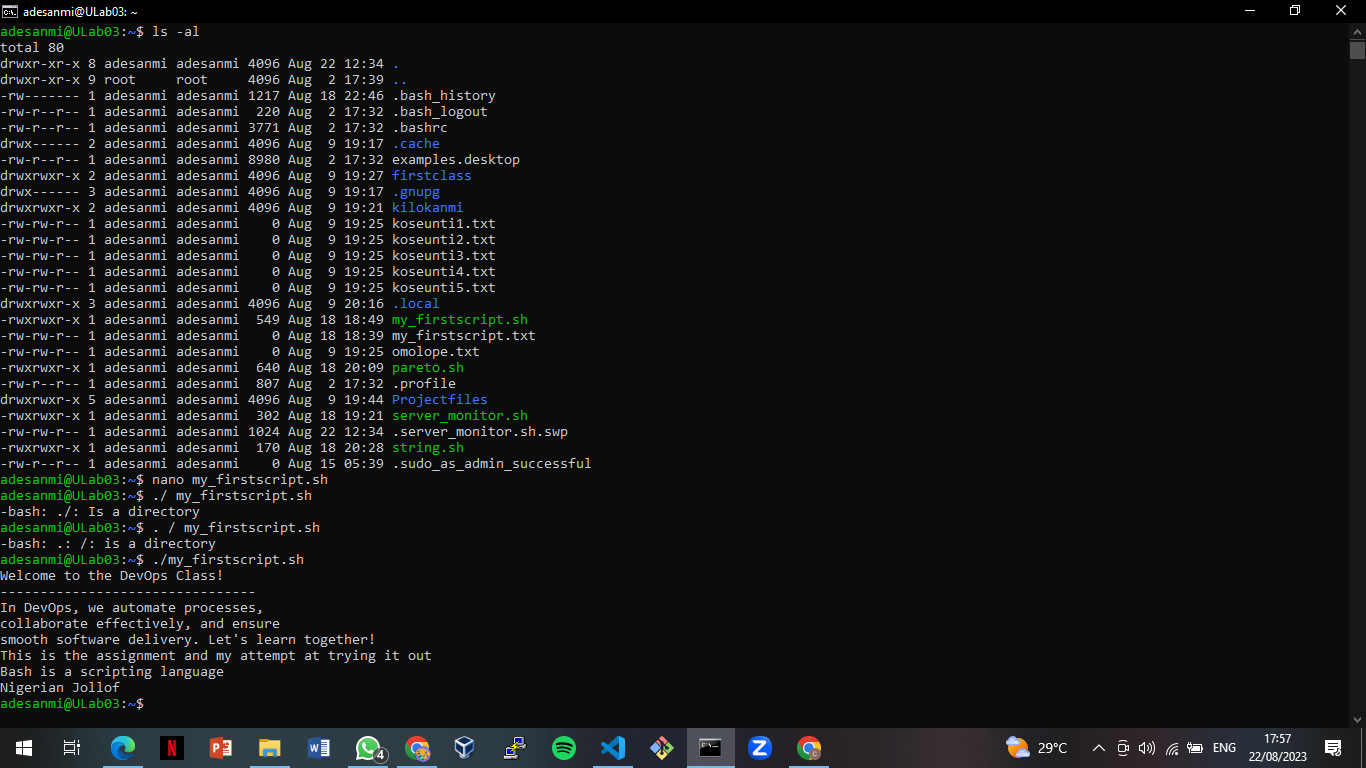 adesanmi@ULab03: ~
adesanmi@ULab03:~$ ls -al
total 80
drwxr-xr-x 8 adesanmi adesanmi 4096 Aug 22 12:34 .
drwxr-xr-x 9 root     root     4096 Aug  2 17:39 ..
-rw------- 1 adesanmi adesanmi 1217 Aug 18 22:46 .bash_history
-rw-r--r-- 1 adesanmi adesanmi  220 Aug  2 17:32 .bash_logout
-rw-r--r-- 1 adesanmi adesanmi 3771 Aug  2 17:32 .bashrc
drwx------ 2 adesanmi adesanmi 4096 Aug  9 19:17 .cache
-rw-r--r-- 1 adesanmi adesanmi 8980 Aug  2 17:32 examples.desktop
drwxrwxr-x 2 adesanmi adesanmi 4096 Aug  9 19:27 firstclass
drwx------ 3 adesanmi adesanmi 4096 Aug  9 19:17 .gnupg
drwxrwxr-x 2 adesanmi adesanmi 4096 Aug  9 19:21 kilokanmi
-rw-rw-r-- 1 adesanmi adesanmi    0 Aug  9 19:25 koseunti1.txt
-rw-rw-r-- 1 adesanmi adesanmi    0 Aug  9 19:25 koseunti2.txt
-rw-rw-r-- 1 adesanmi adesanmi    0 Aug  9 19:25 koseunti3.txt
-rw-rw-r-- 1 adesanmi adesanmi    0 Aug  9 19:25 koseunti4.txt
-rw-rw-r-- 1 adesanmi adesanmi    0 Aug  9 19:25 koseunti5.txt
drwxrwxr-x 3 adesanmi adesanmi 4096 Aug  9 20:16 .local
-rwxrwxr-x 1 adesanmi adesanmi  549 Aug 18 18:49 my_firstscript.sh
-rw-rw-r-- 1 adesanmi adesanmi    0 Aug 18 18:39 my_firstscript.txt
-rw-rw-r-- 1 adesanmi adesanmi    0 Aug  9 19:25 omolope.txt
-rwxrwxr-x 1 adesanmi adesanmi  640 Aug 18 20:09 pareto.sh
-rw-r--r-- 1 adesanmi adesanmi  807 Aug  2 17:32 .profile
drwxrwxr-x 5 adesanmi adesanmi 4096 Aug  9 19:44 Projectfiles
-rwxrwxr-x 1 adesanmi adesanmi  302 Aug 18 19:21 server_monitor.sh
-rw-rw-r-- 1 adesanmi adesanmi 1024 Aug 22 12:34 .server_monitor.sh.swp
-rwxrwxr-x 1 adesanmi adesanmi  170 Aug 18 20:28 string.sh
-rw-r--r-- 1 adesanmi adesanmi    0 Aug 15 05:39 .sudo_as_admin_successful
adesanmi@ULab03:~$ nano my_firstscript.sh
adesanmi@ULab03:~$ ./ my_firstscript.sh
-bash: ./: Is a directory
adesanmi@ULab03:~$ . / my_firstscript.sh
-bash: .: /: is a directory
adesanmi@ULab03:~$ ./my_firstscript.sh
Welcome to the DevOps Class!
--------------------------------
In DevOps, we automate processes,
collaborate effectively, and ensure
smooth software delivery. Let's learn together!
This is the assignment and my attempt at trying it out
Bash is a scripting language
Nigerian Jollof
adesanmi@ULab03:~$
4
29°C
ENG
17:57
22/08/2023